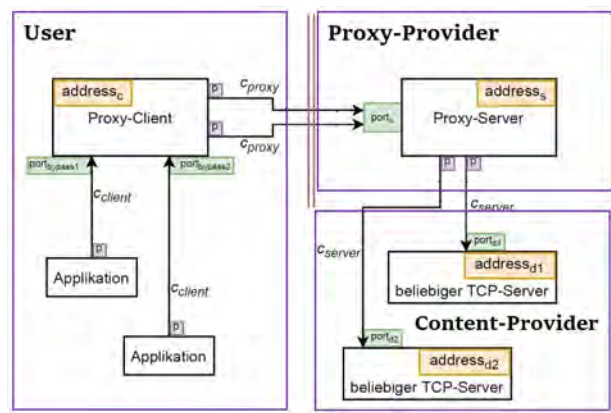 User
Proxy-Provider
address_c
Proxy-Client
p
c_proxy
p
c_proxy
port_s
address_s
Proxy-Server
p
p
port_bypass1
port_bypass2
c_client
c_client
p
Applikation
p
Applikation
c_server
c_server
port_d1
address_d1
beliebiger TCP-Server
Content-Provider
port_d2
address_d2
beliebiger TCP-Server